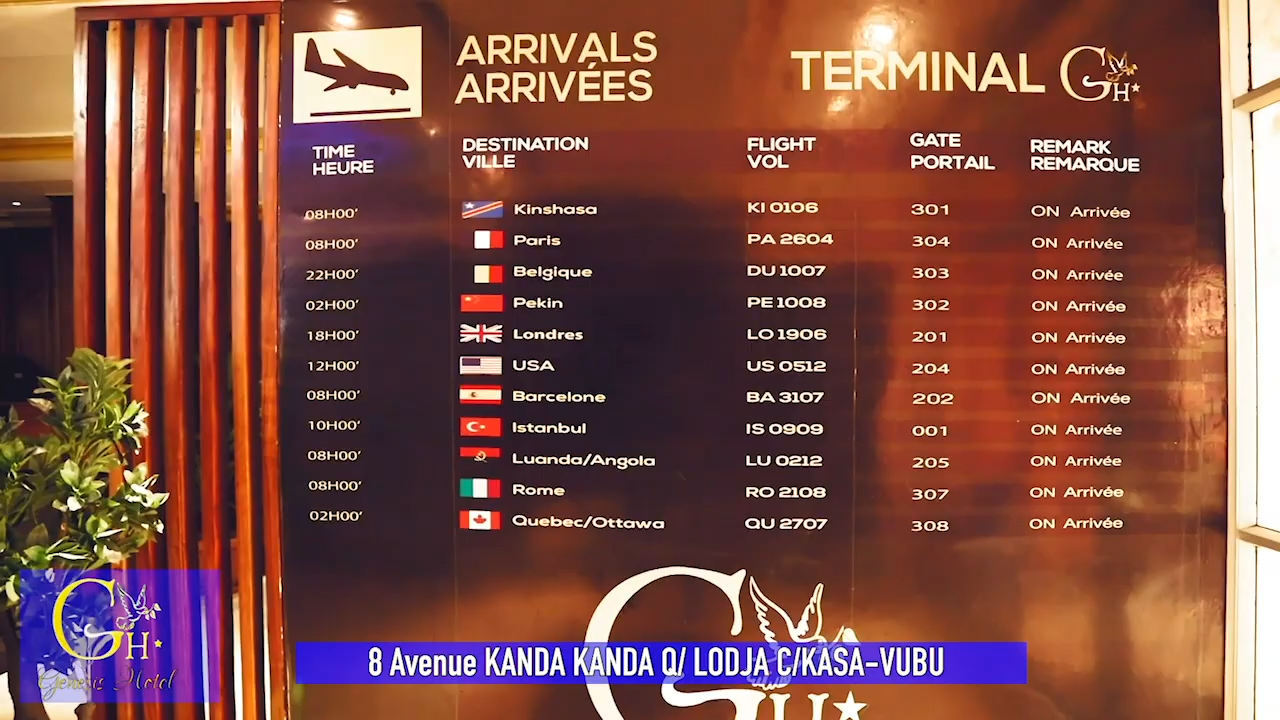 ARRIVALS
ARRIVÉES
TERMINAL GH
TIME
HEURE
DESTINATION
VILLE
FLIGHT
VOL
GATE
PORTAIL
REMARK
REMARQUE
08H00' Kinshasa KI 0106 301 ON Arrivée
08H00' Paris PA 2604 304 ON Arrivée
22H00' Belgique DU 1007 303 ON Arrivée
02H00' Pekin PE 1008 302 ON Arrivée
18H00' Londres LO 1906 201 ON Arrivée
12H00' USA US 0512 204 ON Arrivée
08H00' Barcelone BA 3107 202 ON Arrivée
10H00' Istanbul IS 0909 001 ON Arrivée
08H00' Luanda/Angola LU 0212 205 ON Arrivée
08H00' Rome RO 2108 307 ON Arrivée
02H00' Quebec/Ottawa QU 2707 308 ON Arrivée
GH
GH
Genesis Hotel
8 Avenue KANDA KANDA Q/ LODJA C/KASA-VUBU